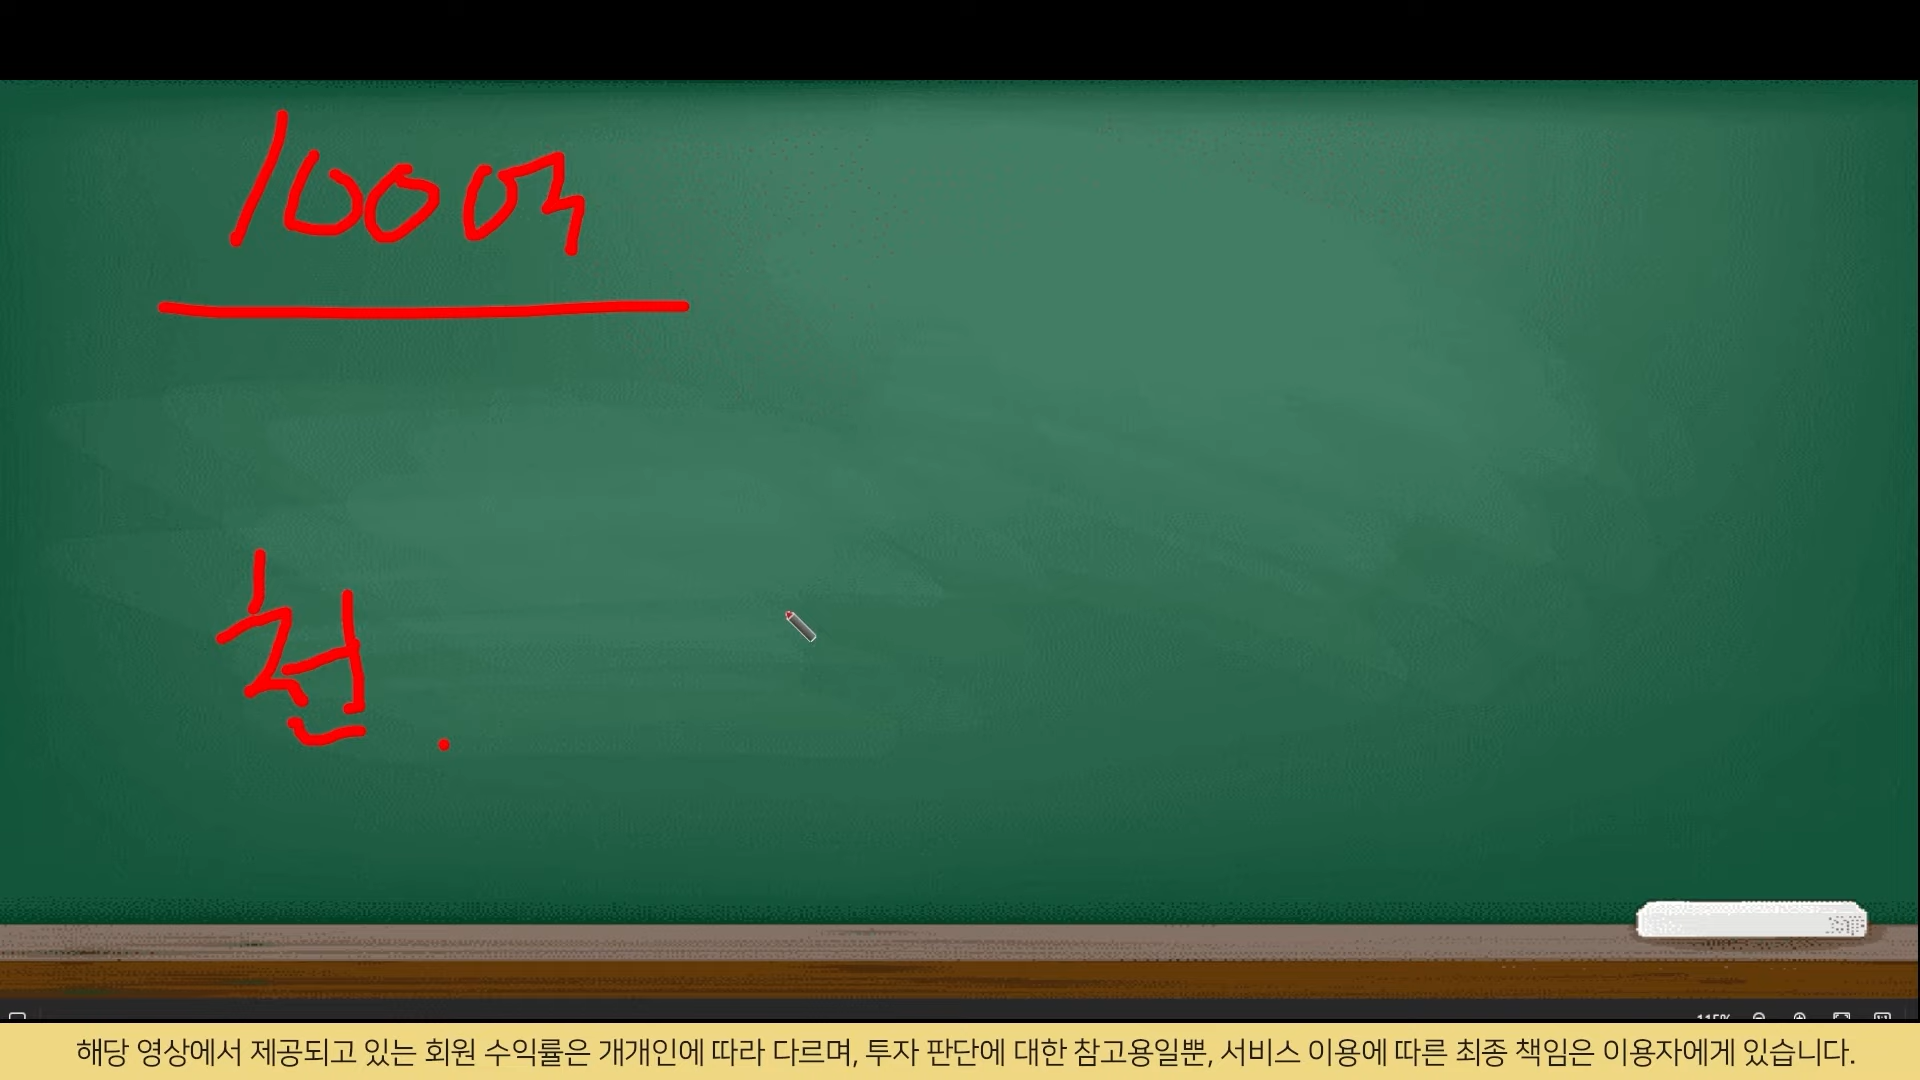 100억
천.
115%
해당 영상에서 제공되고 있는 회원 수익률은 개개인에 따라 다르며, 투자 판단에 대한 참고용일뿐, 서비스 이용에 따른 최종 책임은 이용자에게 있습니다.